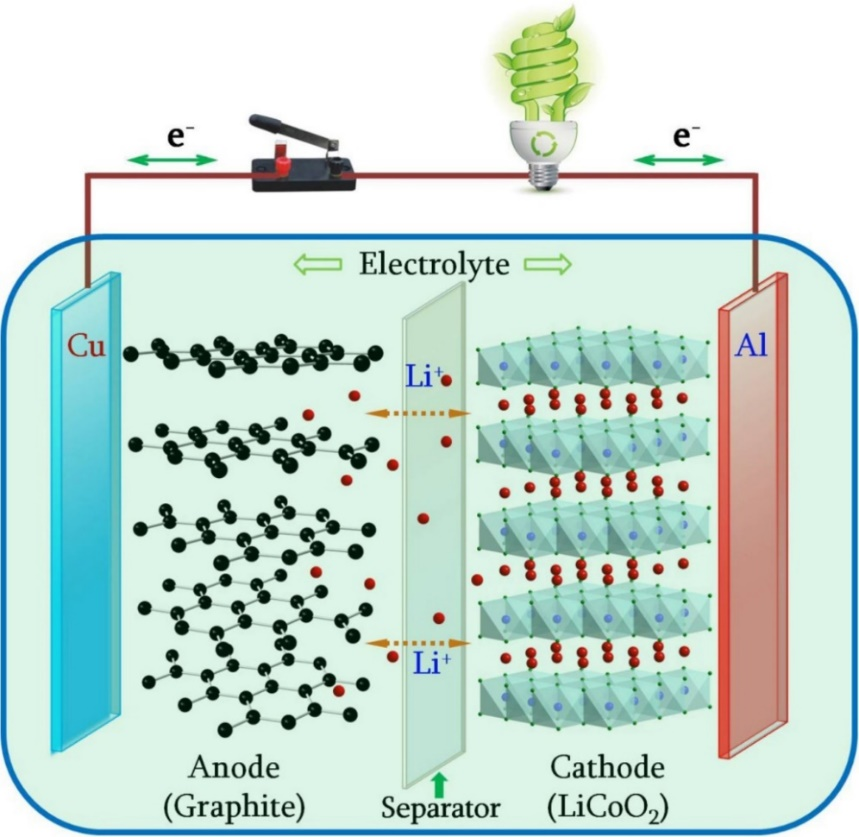 e⁻
e⁻
Electrolyte
Cu
Li⁺
Al
Li⁺
Anode
(Graphite)
Separator
Cathode
(LiCoO₂)